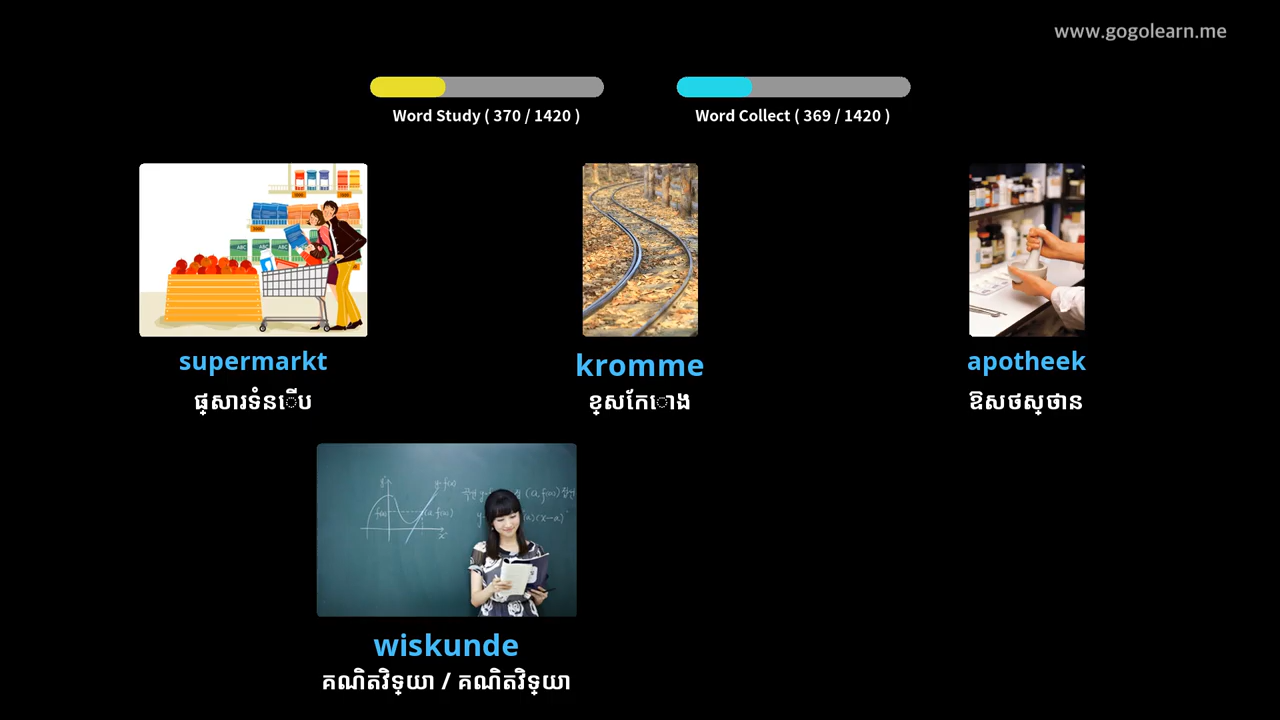 www.gogolearn.me
Word Study ( 370 / 1420 )
Word Collect ( 369 / 1420 )
supermarkt
kromme
apotheek
ផ្សារទំនើប
ខ្សកែោង
ឱសថស្ថាន
wiskunde
គណិតវិទ្យា / គណិតវិទ្យា